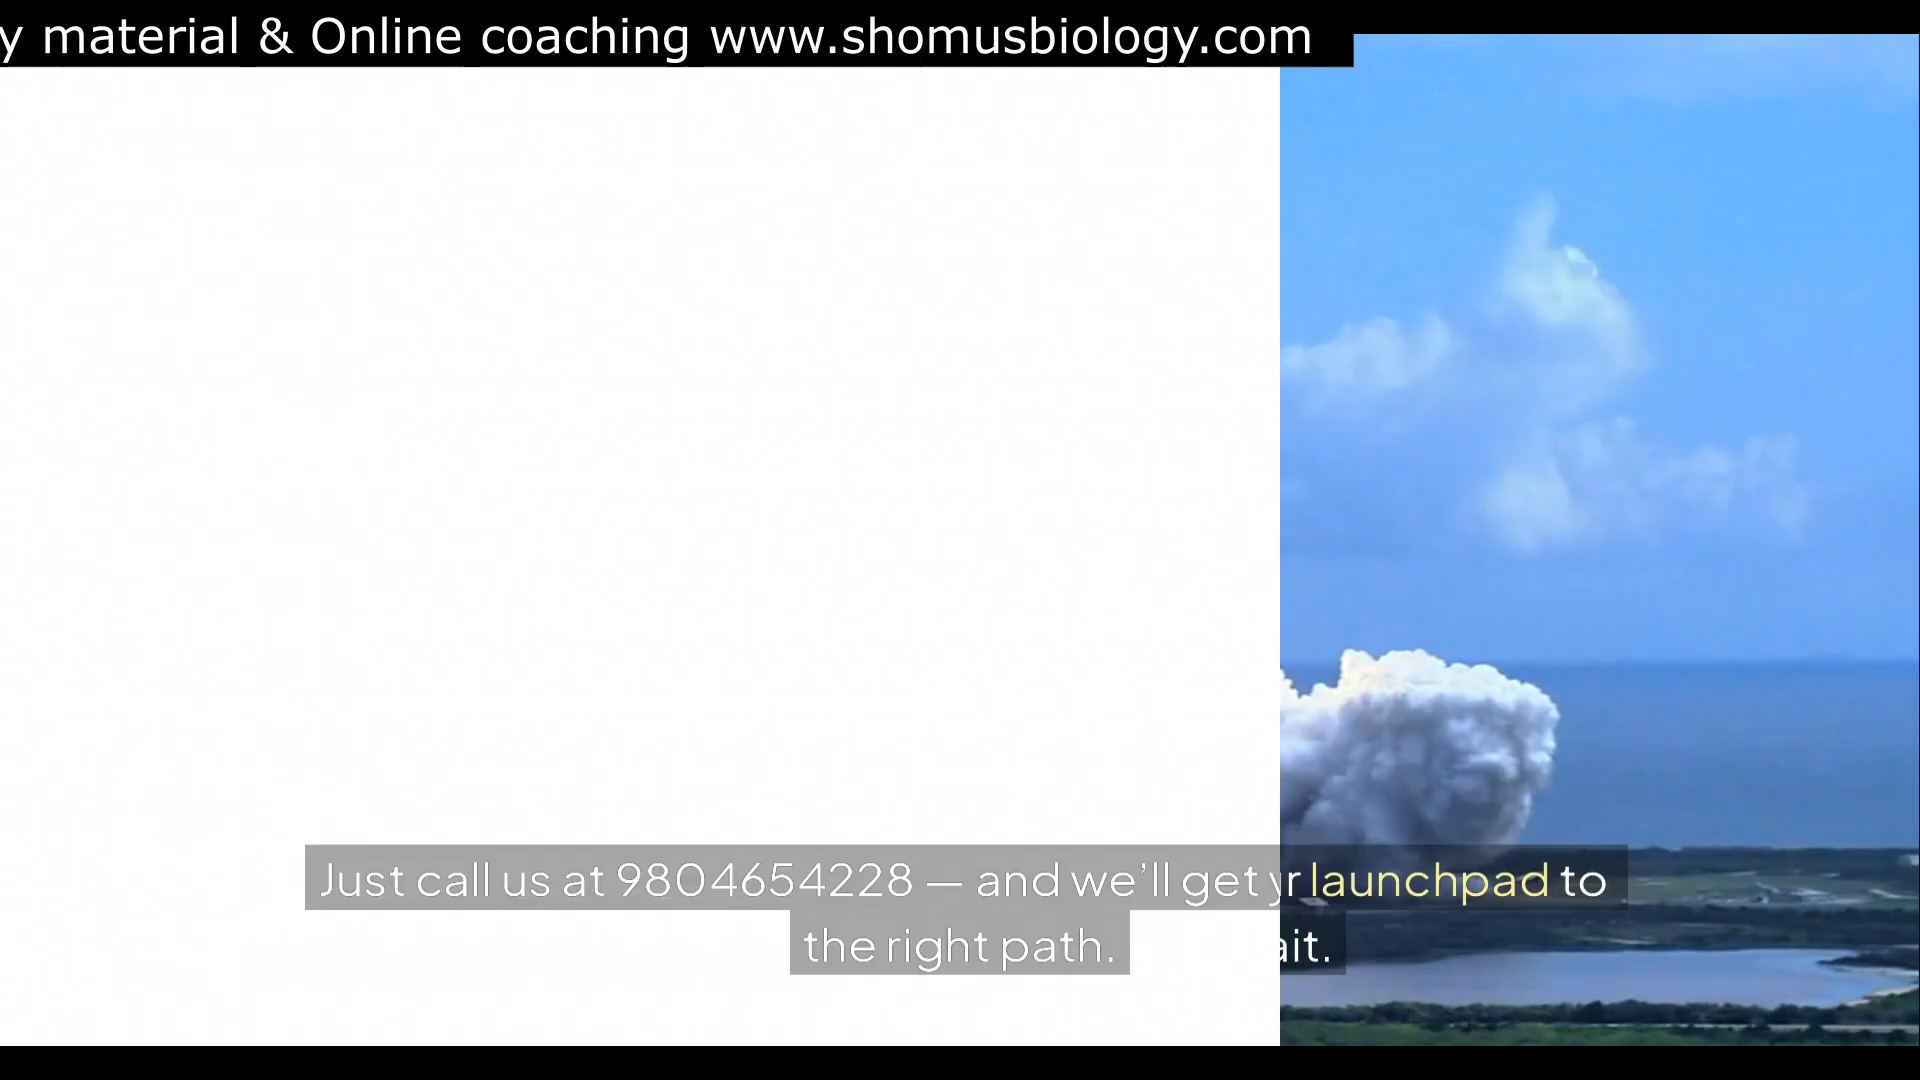 y material & Online coaching www.shomusbiology.com
Just call us at 9804654228 — and we’ll get yr launchpad to
the right path. ait.